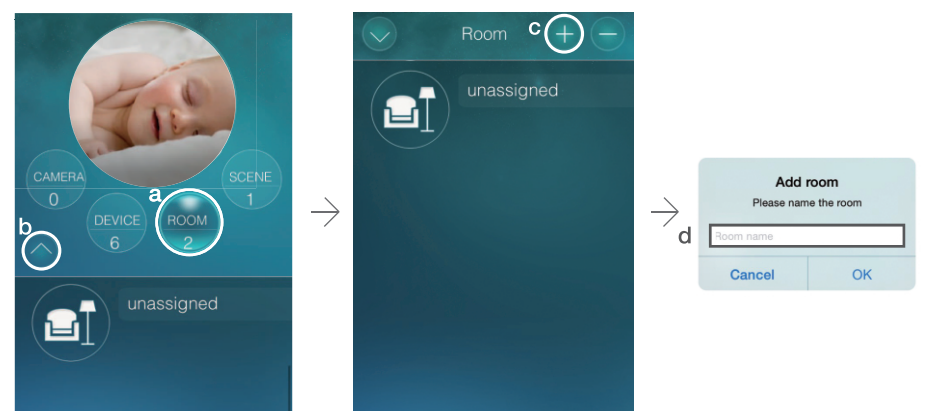 CAMERA
0
SCENE
1
a
DEVICE
6
ROOM
2
b
unassigned
Room
c
unassigned
Add room
Please name the room
d
Room name
Cancel
OK